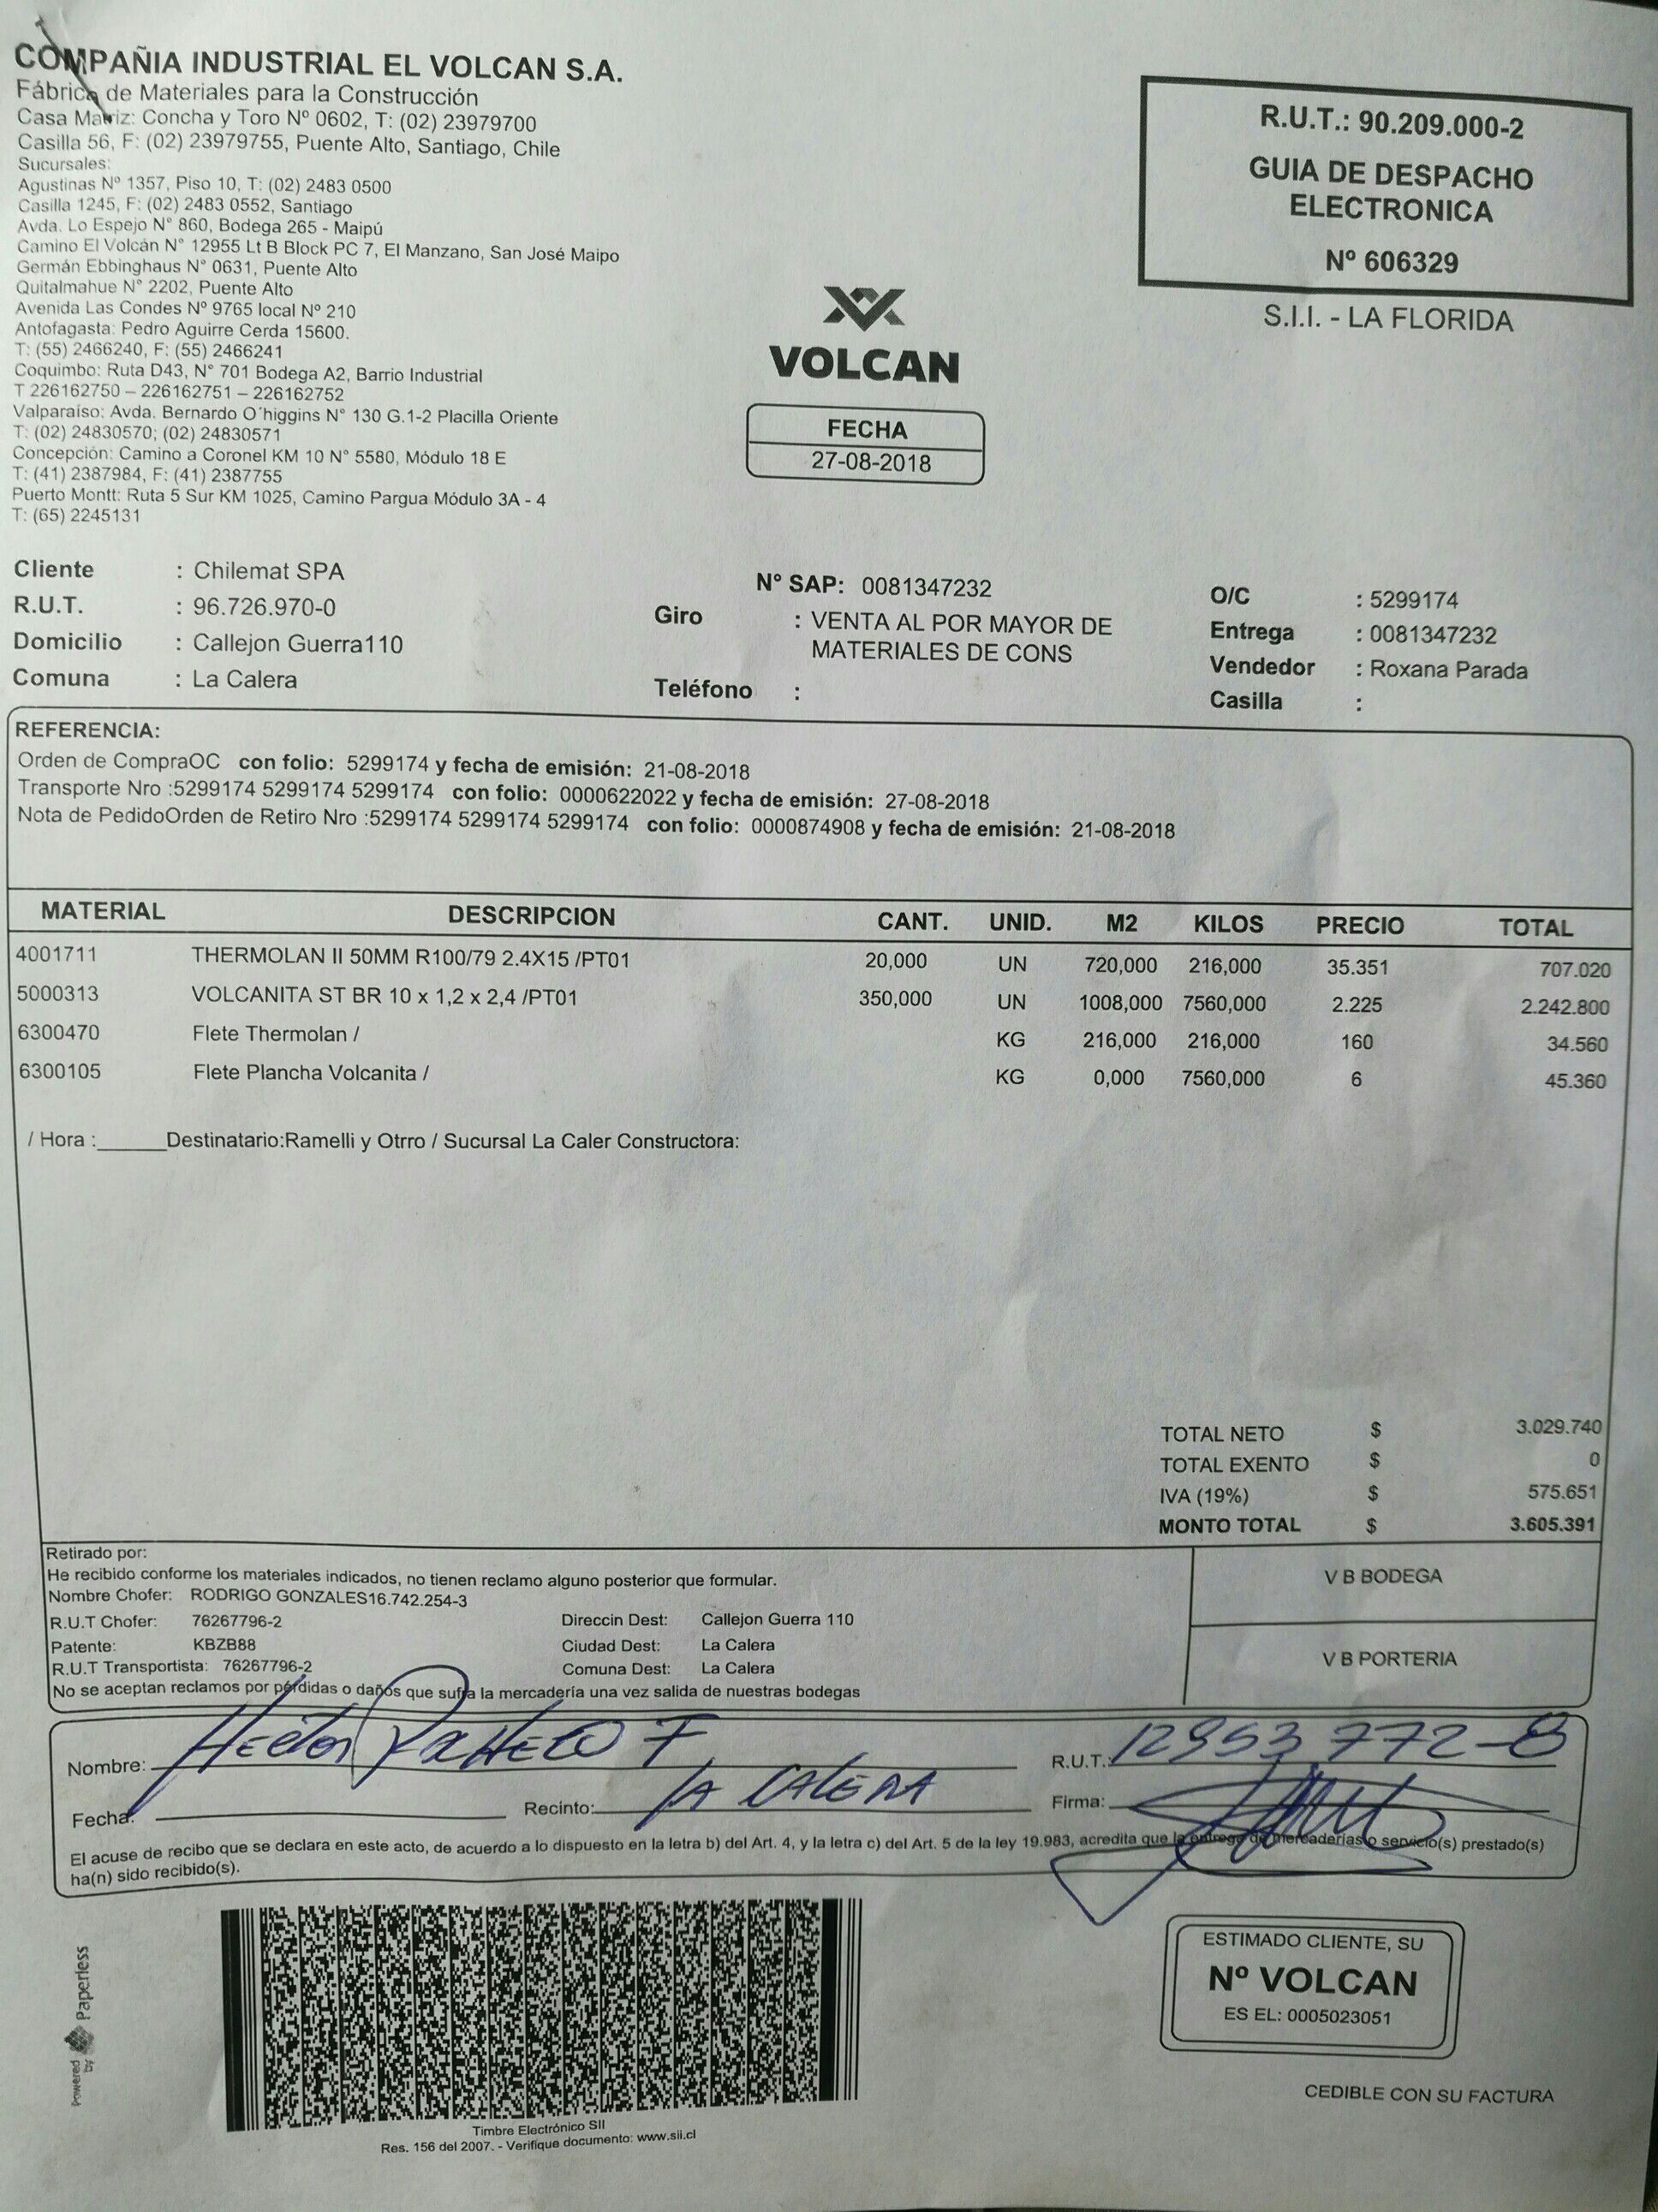 COMPAÑIA INDUSTRIAL EL VOLCAN S.A.
Fábrica de Materiales para la Construcción
Casa Matriz: Concha y Toro Nº 0602, T: (02) 23979700
Casilla 56, F: (02) 23979755, Puente Alto, Santiago, Chile
Sucursales:
Agustinas Nº 1357, Piso 10, T: (02) 2483 0500
Casilla 1245, F: (02) 2483 0552, Santiago
Avda. Lo Espejo N° 860, Bodega 265 - Maipú
Camino El Volcán N° 12955 Lt B Block PC 7, El Manzano, San José Maipo
Germán Ebbinghaus N° 0631, Puente Alto
Quitalmahue N° 2202, Puente Alto
Avenida Las Condes Nº 9765 local Nº 210
Antofagasta: Pedro Aguirre Cerda 15600.
T: (55) 2466240, F: (55) 2466241
Coquimbo: Ruta D43, N° 701 Bodega A2, Barrio Industrial
T 226162750 – 226162751 – 226162752
Valparaiso: Avda. Bernardo O´higgins N° 130 G.1-2 Placilla Oriente
T: (02) 24830570; (02) 24830571
Concepción: Camino a Coronel KM 10 N° 5580, Módulo 18 E
T: (41) 2387984, F: (41) 2387755
Puerto Montt: Ruta 5 Sur KM 1025, Camino Pargua Módulo 3A - 4
T: (65) 2245131
R.U.T.: 90.209.000-2
GUIA DE DESPACHO
ELECTRONICA
Nº 606329
S.I.I. - LA FLORIDA
VOLCAN
FECHA
27-08-2018
Cliente : Chilemat SPA
R.U.T. : 96.726.970-0
Domicilio : Callejon Guerra110
Comuna : La Calera
N° SAP: 0081347232
Giro : VENTA AL POR MAYOR DE
MATERIALES DE CONS
Teléfono :
O/C : 5299174
Entrega : 0081347232
Vendedor : Roxana Parada
Casilla :
REFERENCIA:
Orden de CompraOC con folio: 5299174 y fecha de emisión: 21-08-2018
Transporte Nro :5299174 5299174 5299174 con folio: 0000622022 y fecha de emisión: 27-08-2018
Nota de PedidoOrden de Retiro Nro :5299174 5299174 5299174 con folio: 0000874908 y fecha de emisión: 21-08-2018
MATERIAL DESCRIPCION CANT. UNID. M2 KILOS PRECIO TOTAL
4001711 THERMOLAN II 50MM R100/79 2.4X15 /PT01 20,000 UN 720,000 216,000 35.351 707.020
5000313 VOLCANITA ST BR 10 x 1,2 x 2,4 /PT01 350,000 UN 1008,000 7560,000 2.225 2.242.800
6300470 Flete Thermolan / KG 216,000 216,000 160 34.560
6300105 Flete Plancha Volcanita / KG 0,000 7560,000 6 45.360
/ Hora :______Destinatario:Ramelli y Otrro / Sucursal La Caler Constructora:
TOTAL NETO $ 3.029.740
TOTAL EXENTO $ 0
IVA (19%) $ 575.651
MONTO TOTAL $ 3.605.391
Retirado por:
He recibido conforme los materiales indicados, no tienen reclamo alguno posterior que formular.
Nombre Chofer: RODRIGO GONZALES16.742.254-3
R.U.T Chofer: 76267796-2 Direccin Dest: Callejon Guerra 110
Patente: KBZB88 Ciudad Dest: La Calera
R.U.T Transportista: 76267796-2 Comuna Dest: La Calera
No se aceptan reclamos por pérdidas o daños que sufra la mercadería una vez salida de nuestras bodegas
V B BODEGA
V B PORTERIA
Nombre: Hector Pacheco F R.U.T.: 12953772-8
Fecha: Recinto: LA CALERA Firma:
El acuse de recibo que se declara en este acto, de acuerdo a lo dispuesto en la letra b) del Art. 4, y la letra c) del Art. 5 de la ley 19.983, acredita que la entrega de mercaderías o servicio(s) prestado(s)
ha(n) sido recibido(s).
Powered by Paperless
Timbre Electrónico SII
Res. 156 del 2007. - Verifique documento: www.sii.cl
ESTIMADO CLIENTE, SU
Nº VOLCAN
ES EL: 0005023051
CEDIBLE CON SU FACTURA